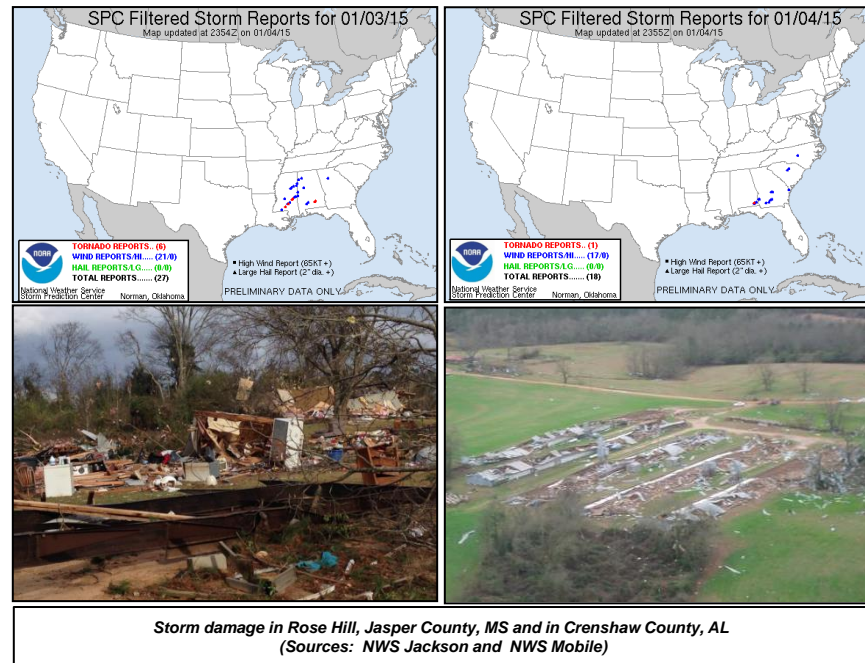 SPC Filtered Storm Reports for 01/03/15
Map updated at 2354Z on 01/04/15
NOAA
TORNADO REPORTS.. (6)
WIND REPORTS/HI..... (21/0)
HAIL REPORTS/LG..... (0/0)
TOTAL REPORTS....... (27)
National Weather Service
Storm Prediction Center Norman, Oklahoma
High Wind Report (65KT +)
Large Hail Report (2" dia. +)
PRELIMINARY DATA ONLY
SPC Filtered Storm Reports for 01/04/15
Map updated at 2355Z on 01/04/15
NOAA
TORNADO REPORTS.. (1)
WIND REPORTS/HI..... (17/0)
HAIL REPORTS/LG..... (0/0)
TOTAL REPORTS....... (18)
National Weather Service
Storm Prediction Center Norman, Oklahoma
High Wind Report (65KT +)
Large Hail Report (2" dia. +)
PRELIMINARY DATA ONLY
Storm damage in Rose Hill, Jasper County, MS and in Crenshaw County, AL
(Sources: NWS Jackson and NWS Mobile)